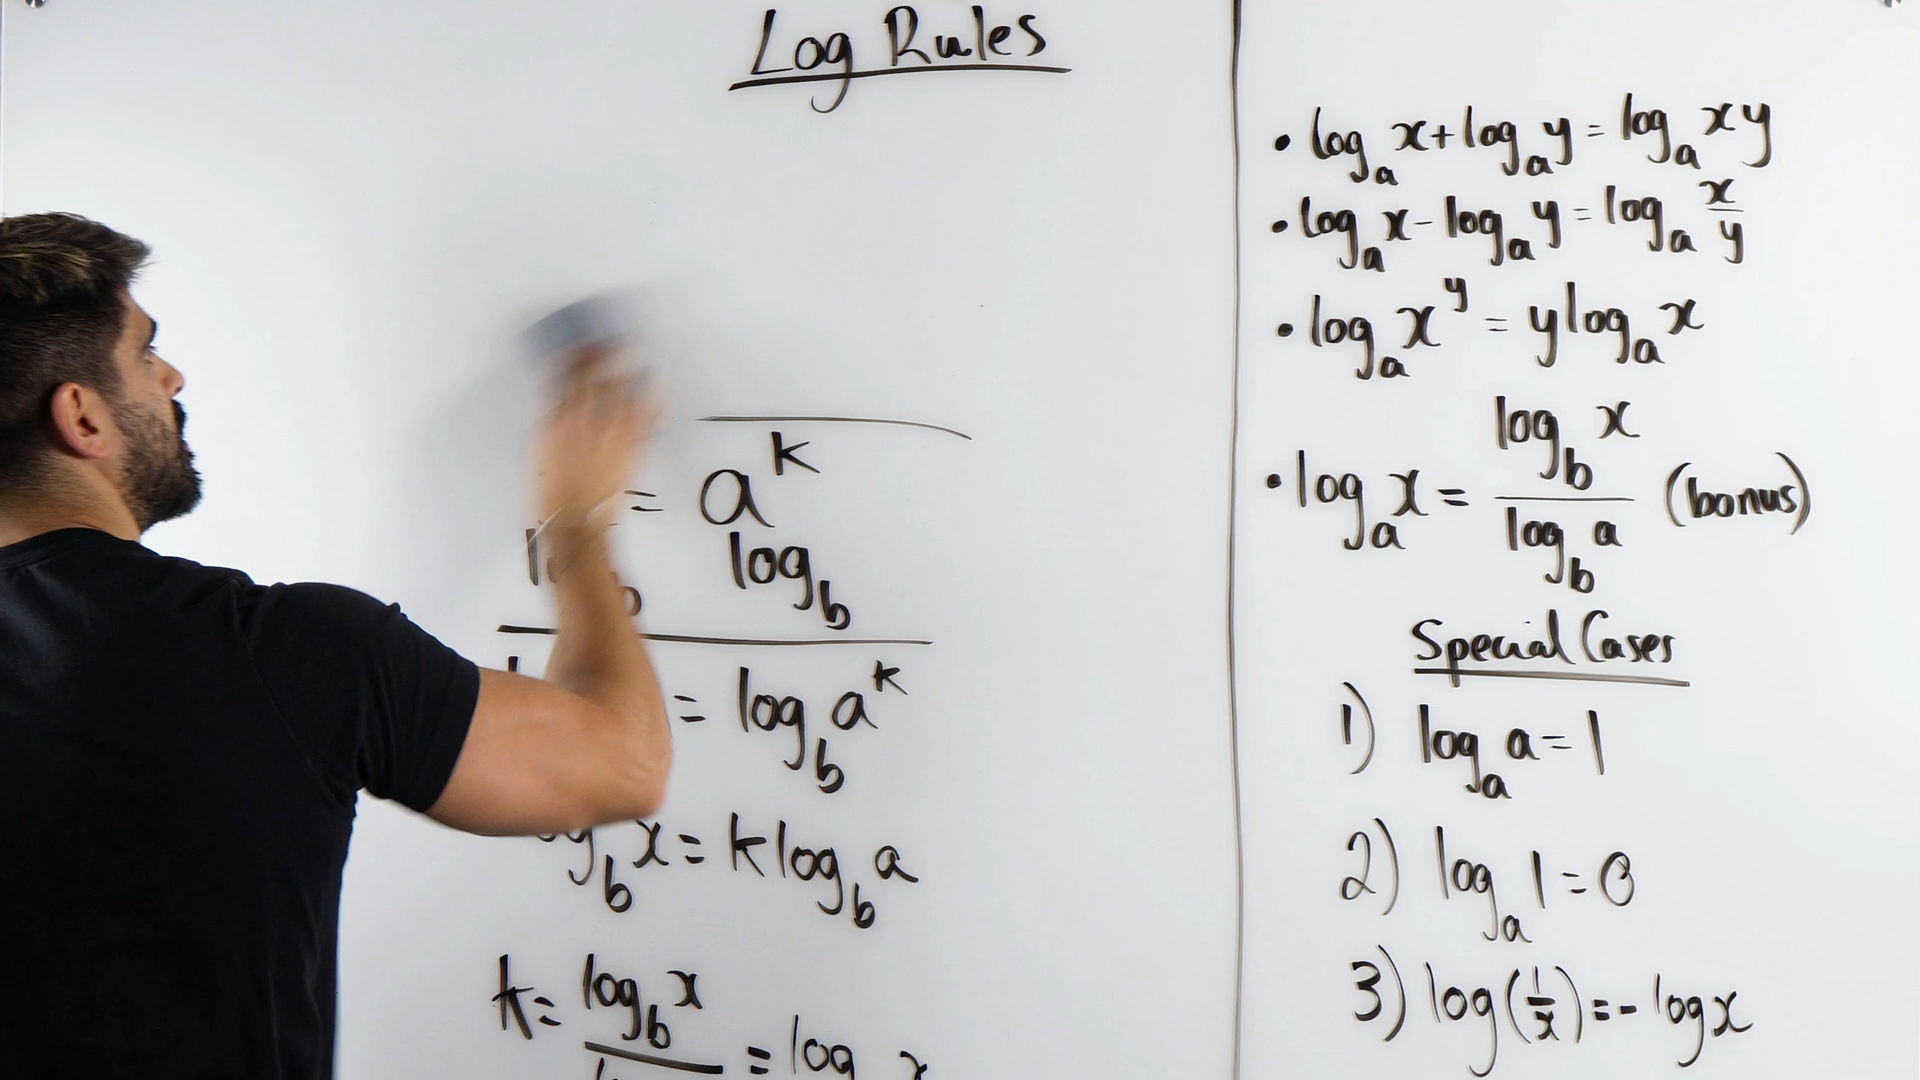 Log Rules
= a^k
log_b
= log_b a^k
x = k log_b a
k = log_b x / = log x
• log_a x + log_a y = log_a xy
• log_a x - log_a y = log_a x/y
• log_a x^y = y log_a x
• log_a x = log_b x / log_b a (bonus)
Special Cases
1) log_a a = 1
2) log_a 1 = 0
3) log(1/x) = - log x